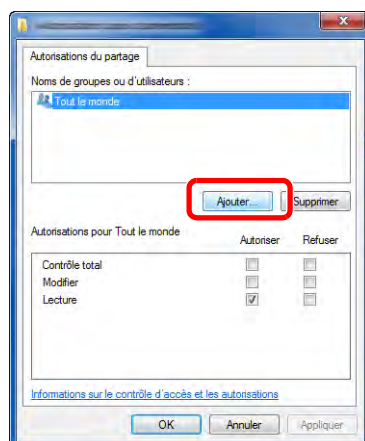 Autorisations du partage
Noms de groupes ou d'utilisateurs :
Tout le monde
Ajouter... Supprimer
Autorisations pour Tout le monde Autoriser Refuser
Contrôle total
Modifier
Lecture
Informations sur le contrôle d'accès et les autorisations
OK Annuler Appliquer